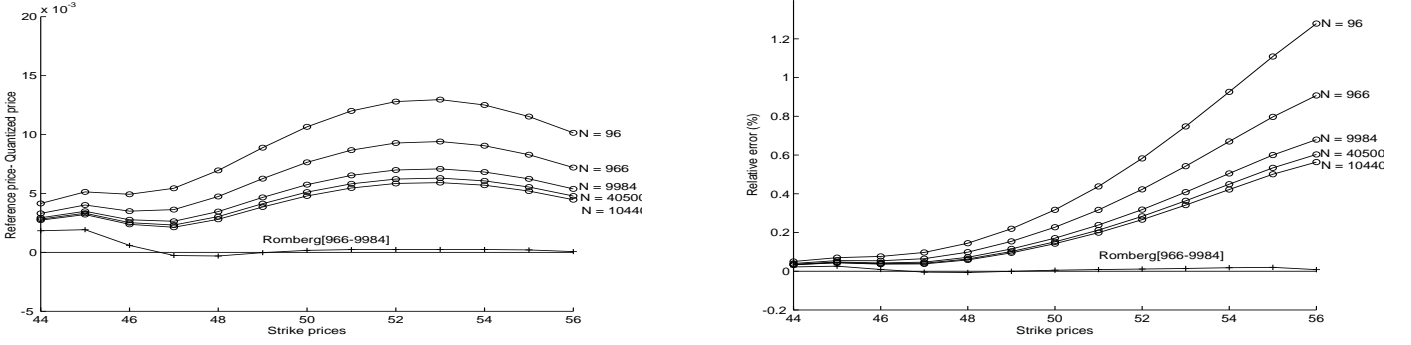 x 10⁻³
20
15
10
5
0
-5
Reference price- Quantized price
44
46
48
50
52
54
56
Strike prices
N = 96
N = 966
N = 9984
N = 4050
N = 1044
Romberg[966-9984]
1.2
1
0.8
0.6
0.4
0.2
0
-0.2
Relative error (%)
44
46
48
50
52
54
56
Strike prices
N = 96
N = 966
N = 9984
N = 40500
N = 1044
Romberg[966-9984]